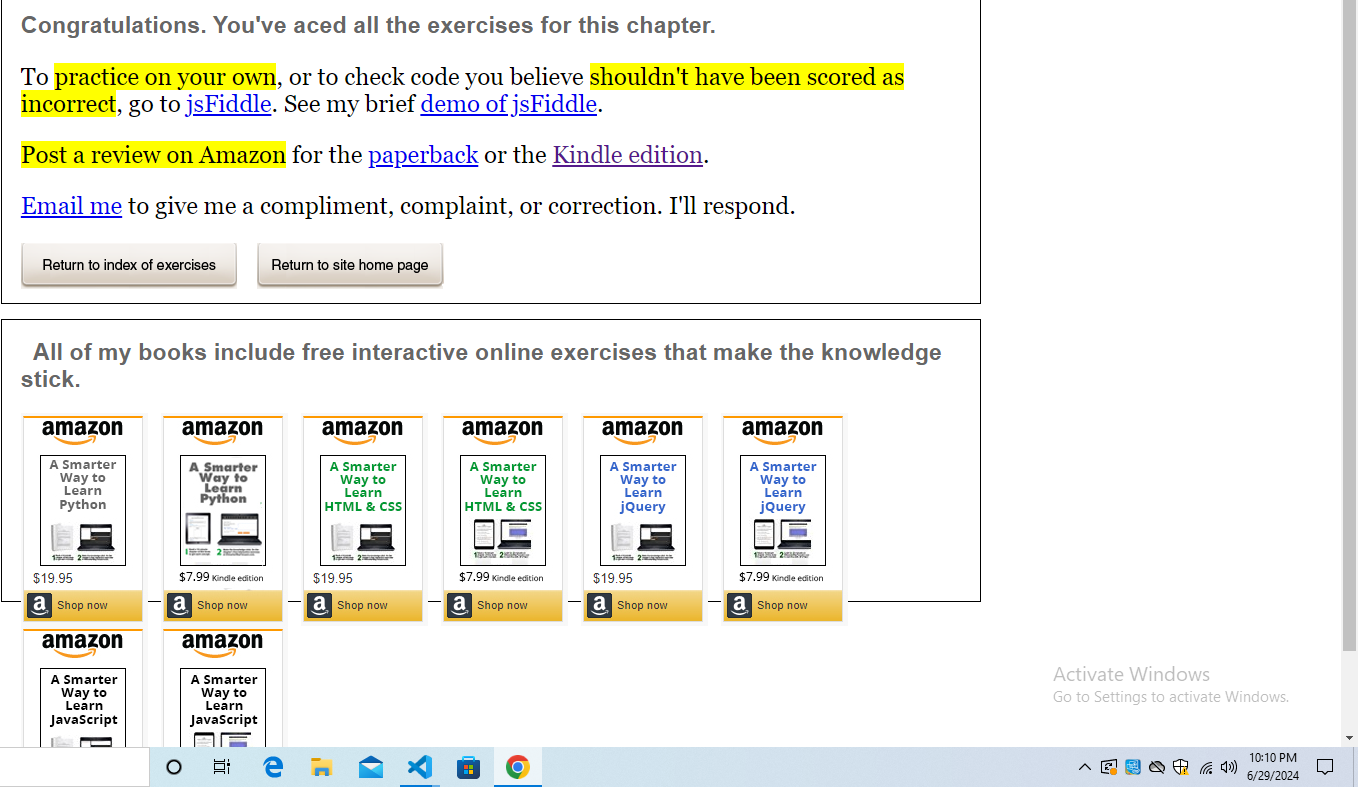 Congratulations. You've aced all the exercises for this chapter.
To practice on your own, or to check code you believe shouldn't have been scored as
incorrect, go to jsFiddle. See my brief demo of jsFiddle.
Post a review on Amazon for the paperback or the Kindle edition.
Email me to give me a compliment, complaint, or correction. I'll respond.
Return to index of exercises
Return to site home page
All of my books include free interactive online exercises that make the knowledge
stick.
amazon
A Smarter
Way to
Learn
Python
$19.95
a Shop now
amazon
A Smarter
Way to
Learn
Python
$7.99 Kindle edition
a Shop now
amazon
A Smarter
Way to
Learn
HTML & CSS
$19.95
a Shop now
amazon
A Smarter
Way to
Learn
HTML & CSS
$7.99 Kindle edition
a Shop now
amazon
A Smarter
Way to
Learn
jQuery
$19.95
a Shop now
amazon
A Smarter
Way to
Learn
jQuery
$7.99 Kindle edition
a Shop now
amazon
A Smarter
Way to
Learn
JavaScript
amazon
A Smarter
Way to
Learn
JavaScript
Activate Windows
Go to Settings to activate Windows.
10:10 PM
6/29/2024